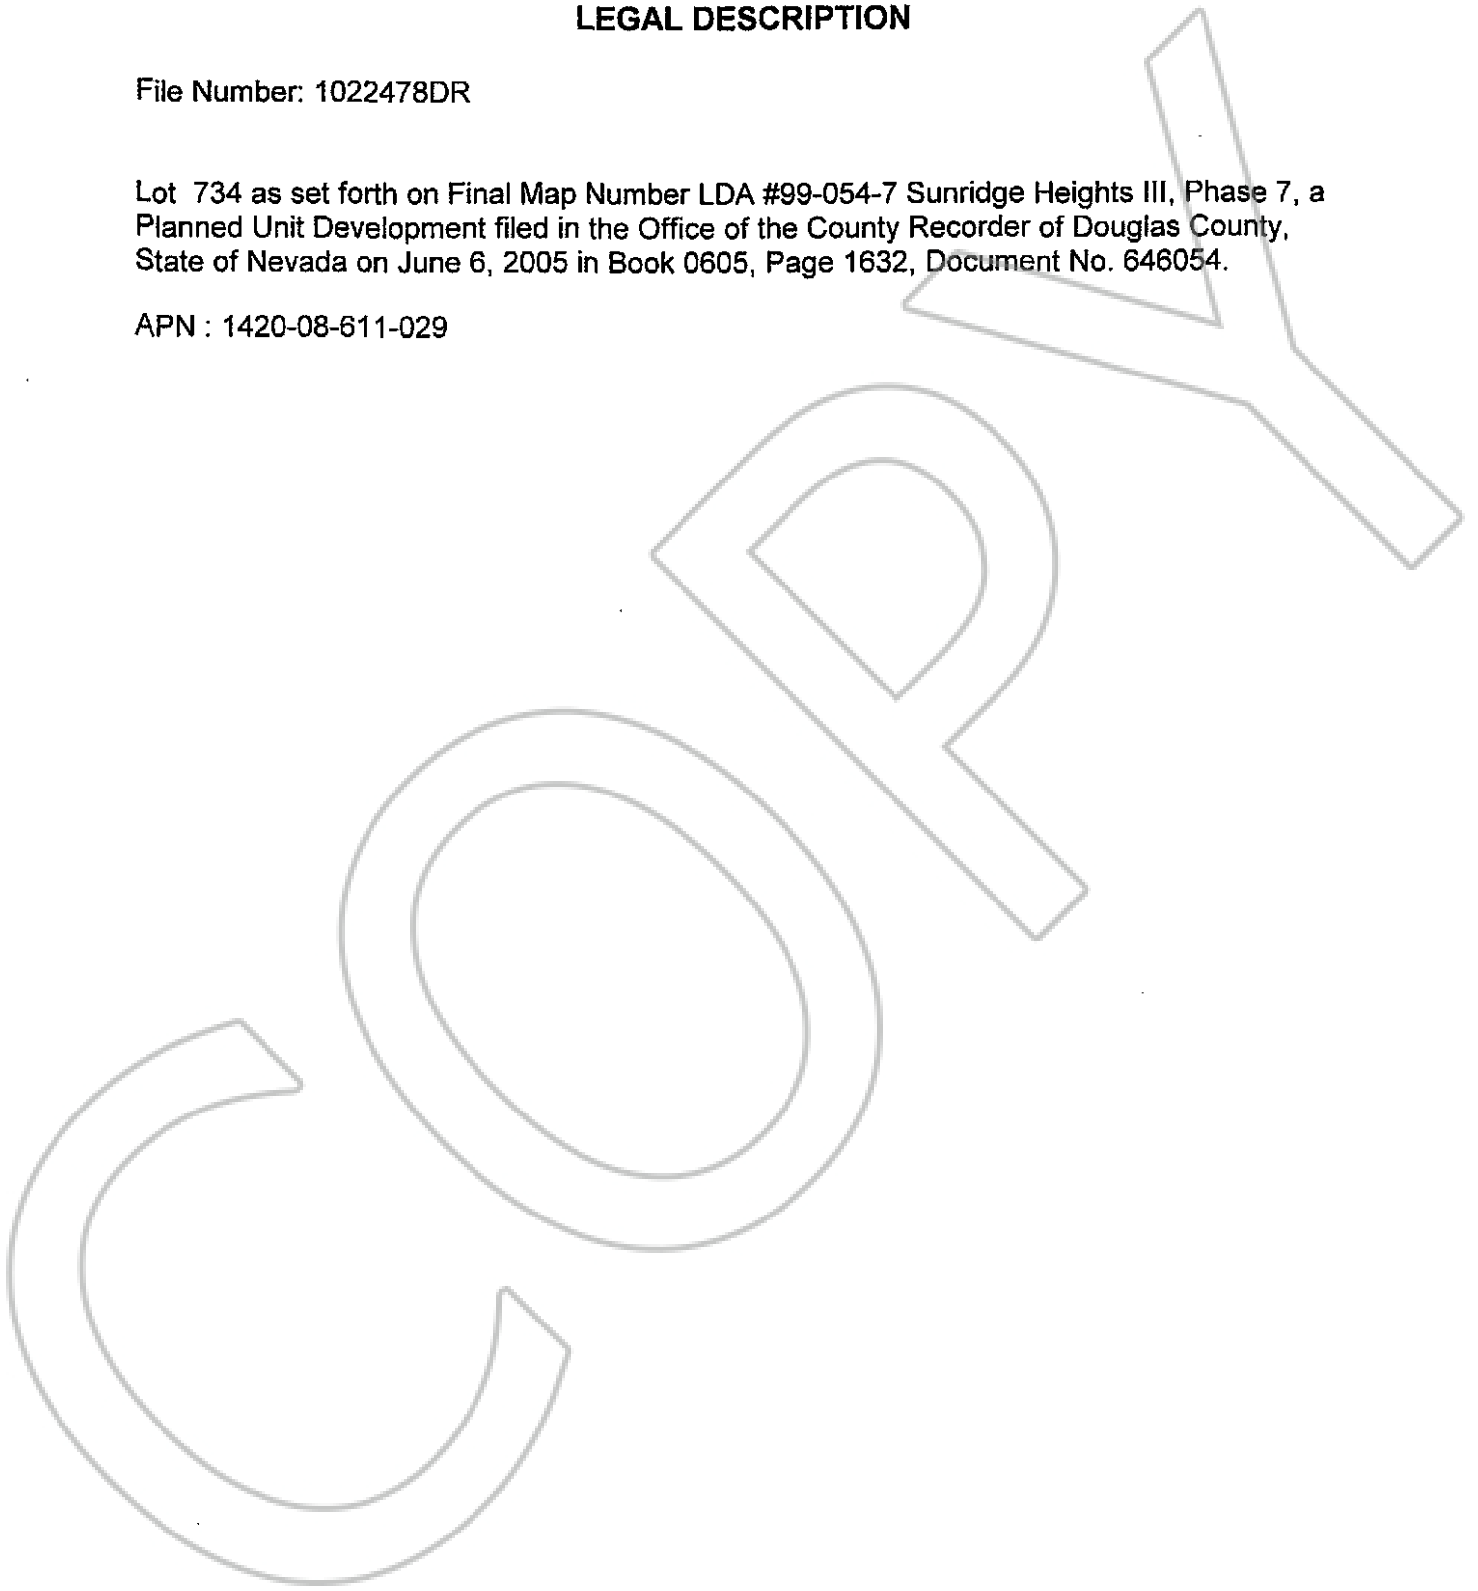 LEGAL DESCRIPTION
File Number: 1022478DR
Lot 734 as set forth on Final Map Number LDA #99-054-7 Sunridge Heights III, Phase 7, a
Planned Unit Development filed in the Office of the County Recorder of Douglas County,
State of Nevada on June 6, 2005 in Book 0605, Page 1632, Document No. 646054.
APN : 1420-08-611-029
COPY